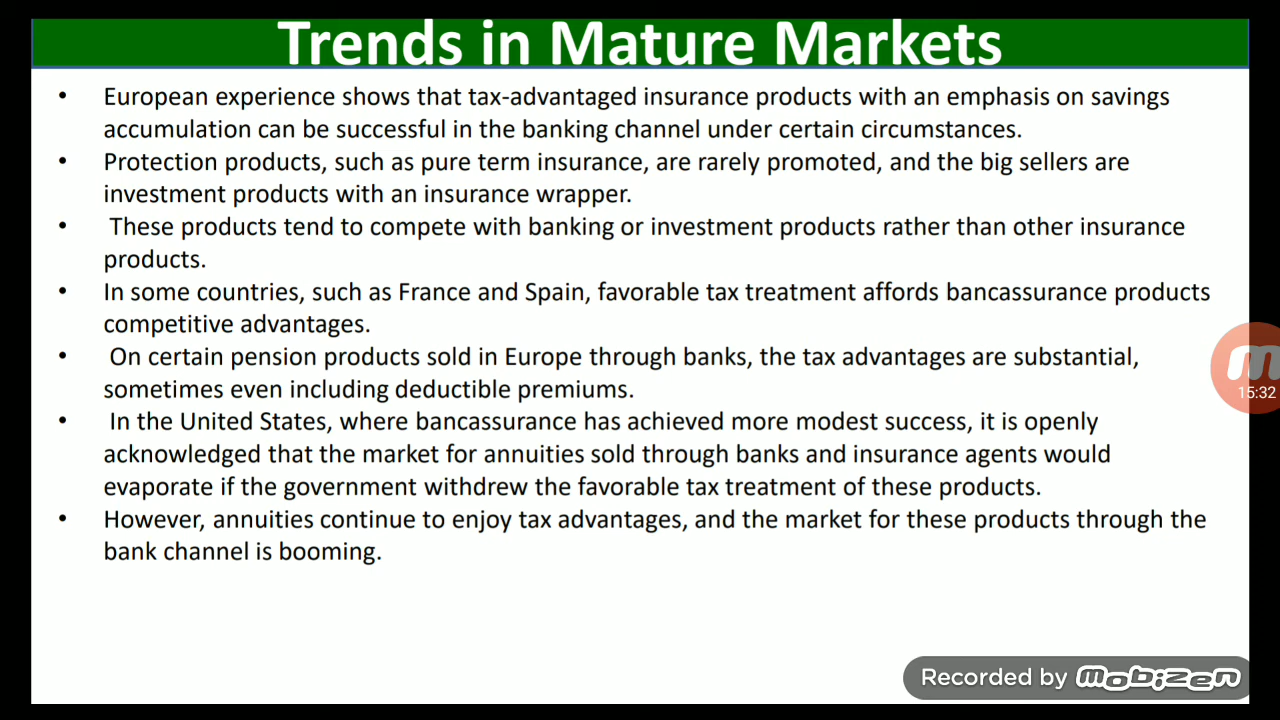 Trends in Mature Markets
• European experience shows that tax-advantaged insurance products with an emphasis on savings
accumulation can be successful in the banking channel under certain circumstances.
• Protection products, such as pure term insurance, are rarely promoted, and the big sellers are
investment products with an insurance wrapper.
• These products tend to compete with banking or investment products rather than other insurance
products.
• In some countries, such as France and Spain, favorable tax treatment affords bancassurance products
competitive advantages.
• On certain pension products sold in Europe through banks, the tax advantages are substantial,
sometimes even including deductible premiums.
• In the United States, where bancassurance has achieved more modest success, it is openly
acknowledged that the market for annuities sold through banks and insurance agents would
evaporate if the government withdrew the favorable tax treatment of these products.
• However, annuities continue to enjoy tax advantages, and the market for these products through the
bank channel is booming.
15:32
Recorded by mobizen